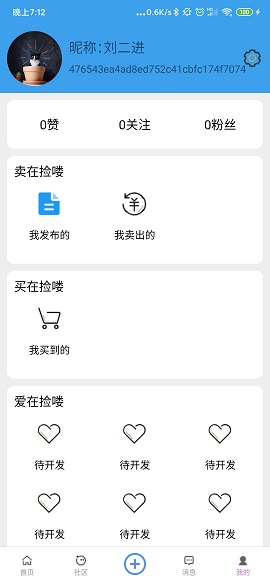 晚上7:12
...0.6K/s
100
昵称:刘二进
476543ea4ad8ed752c41cbfc174f7074
0赞 0关注 0粉丝
卖在捡喽
我发布的 我卖出的
买在捡喽
我买到的
爱在捡喽
待开发 待开发 待开发
待开发 待开发 待开发
首页 社区 消息 我的